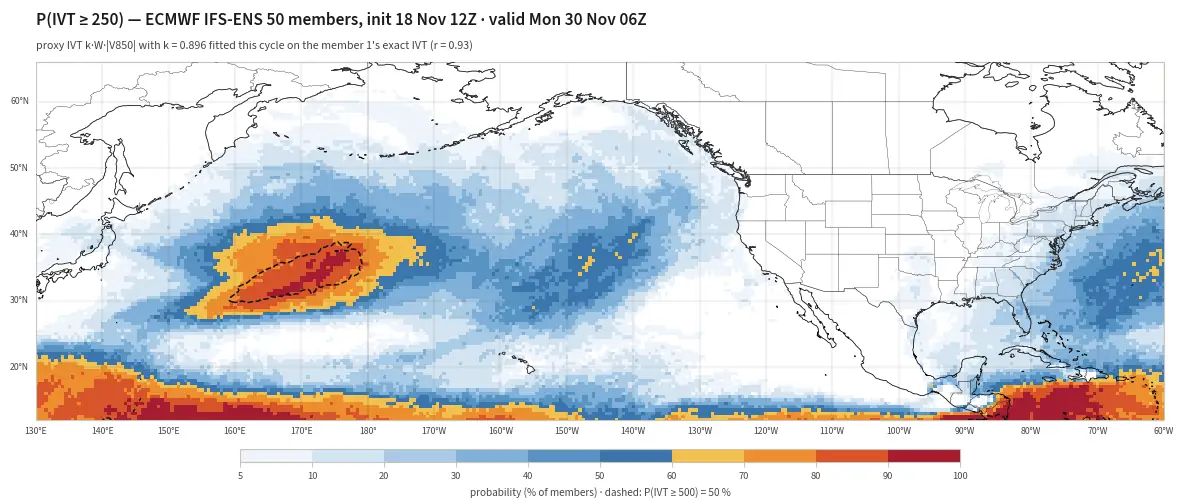 P(IVT ≥ 250) — ECMWF IFS-ENS 50 members, init 18 Nov 12Z · valid Mon 30 Nov 06Z
proxy IVT k·W·|V850| with k = 0.896 fitted this cycle on the member 1's exact IVT (r = 0.93)
60°N
50°N
40°N
30°N
20°N
130°E 140°E 150°E 160°E 170°E 180° 170°W 160°W 150°W 140°W 130°W 120°W 110°W 100°W 90°W 80°W 70°W 60°W
5 10 20 30 40 50 60 70 80 90 100
probability (% of members) · dashed: P(IVT ≥ 500) = 50 %